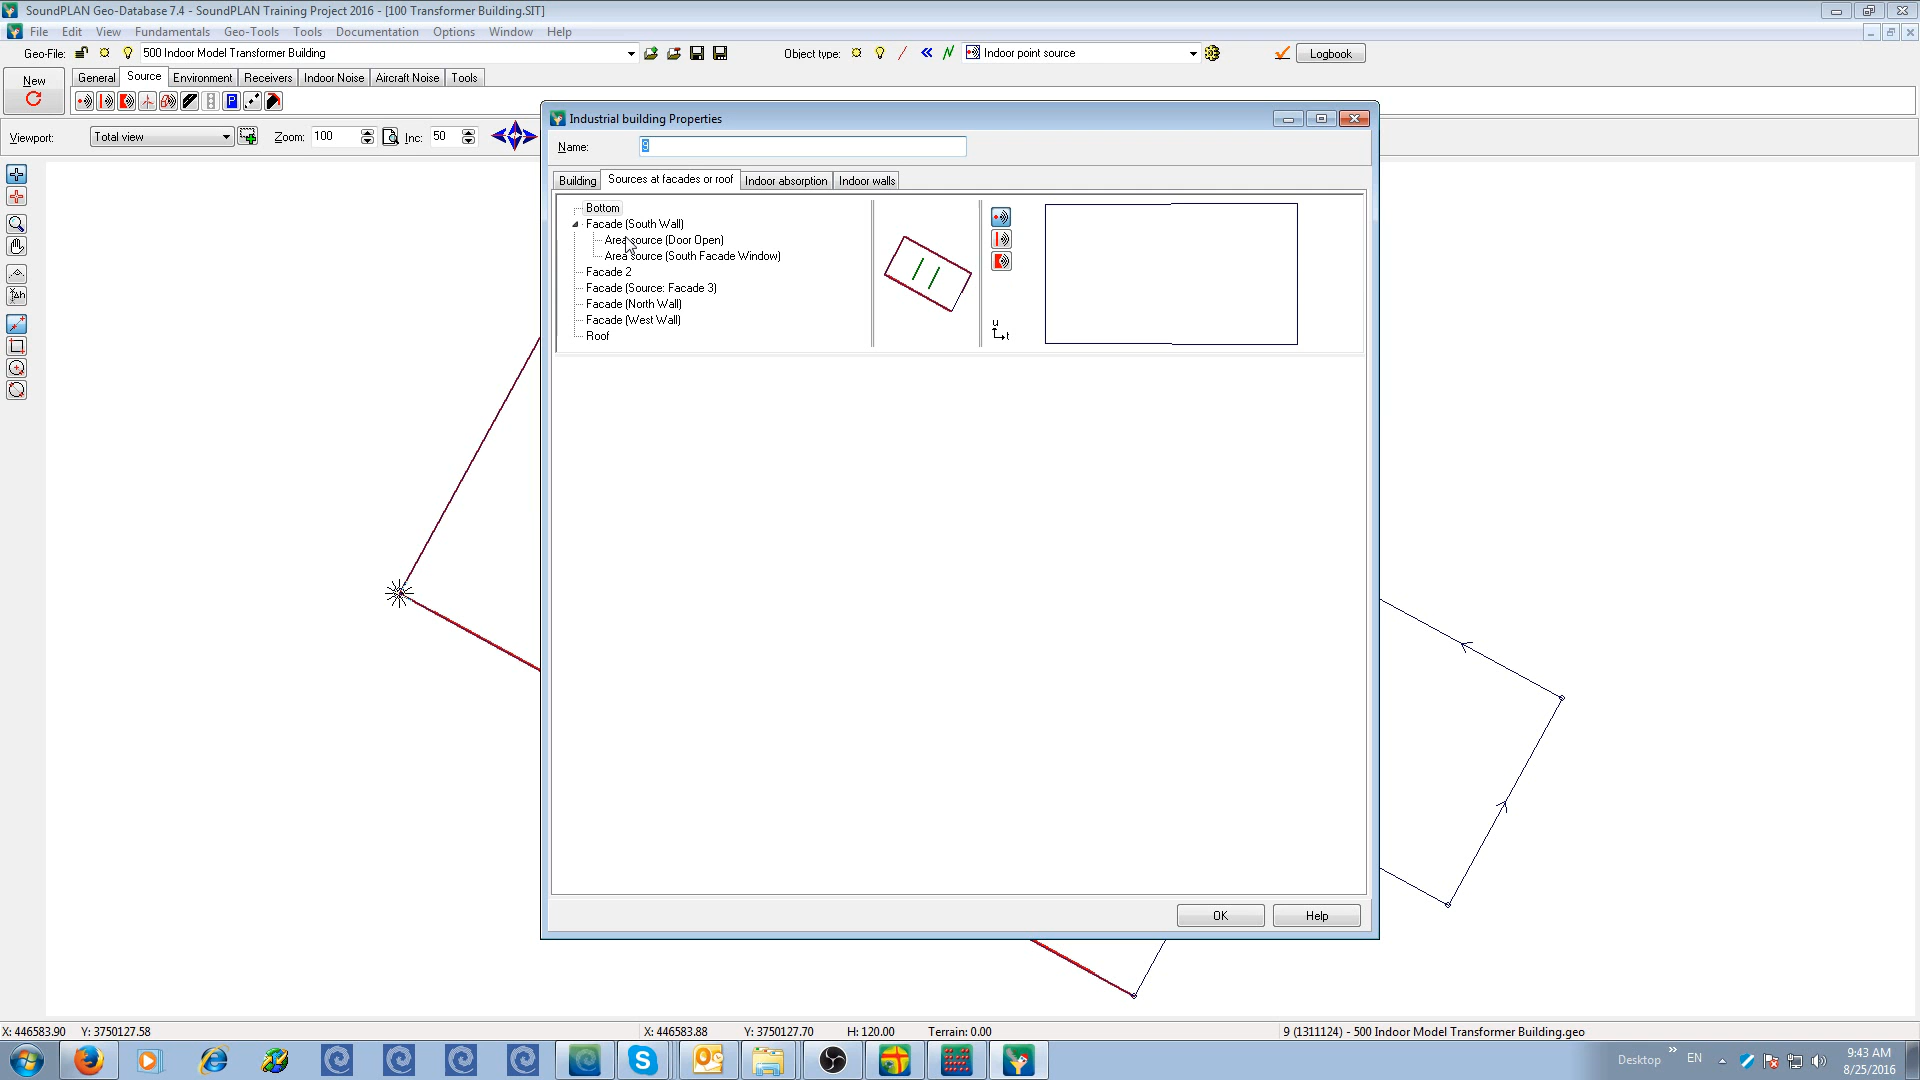 SoundPLAN Geo-Database 7.4 - SoundPLAN Training Project 2016 - [100 Transformer Building.SIT]
File Edit View Fundamentals Geo-Tools Tools Documentation Options Window Help
Geo-File: 500 Indoor Model Transformer Building Object type: Indoor point source Logbook
New General Source Environment Receivers Indoor Noise Aircraft Noise Tools
Viewport: Total view Zoom: 100 Inc: 50
Industrial building Properties
Name: 9
Building Sources at facades or roof Indoor absorption Indoor walls
Bottom
Facade (South Wall)
Area source (Door Open)
Area source (South Facade Window)
Facade 2
Facade (Source: Facade 3)
Facade (North Wall)
Facade (West Wall)
Roof
u
t
OK Help
X: 446583.90 Y: 3750127.58 X: 446583.88 Y: 3750127.70 H: 120.00 Terrain: 0.00 9 (1311124) - 500 Indoor Model Transformer Building.geo
Desktop » EN 9:43 AM
8/25/2016